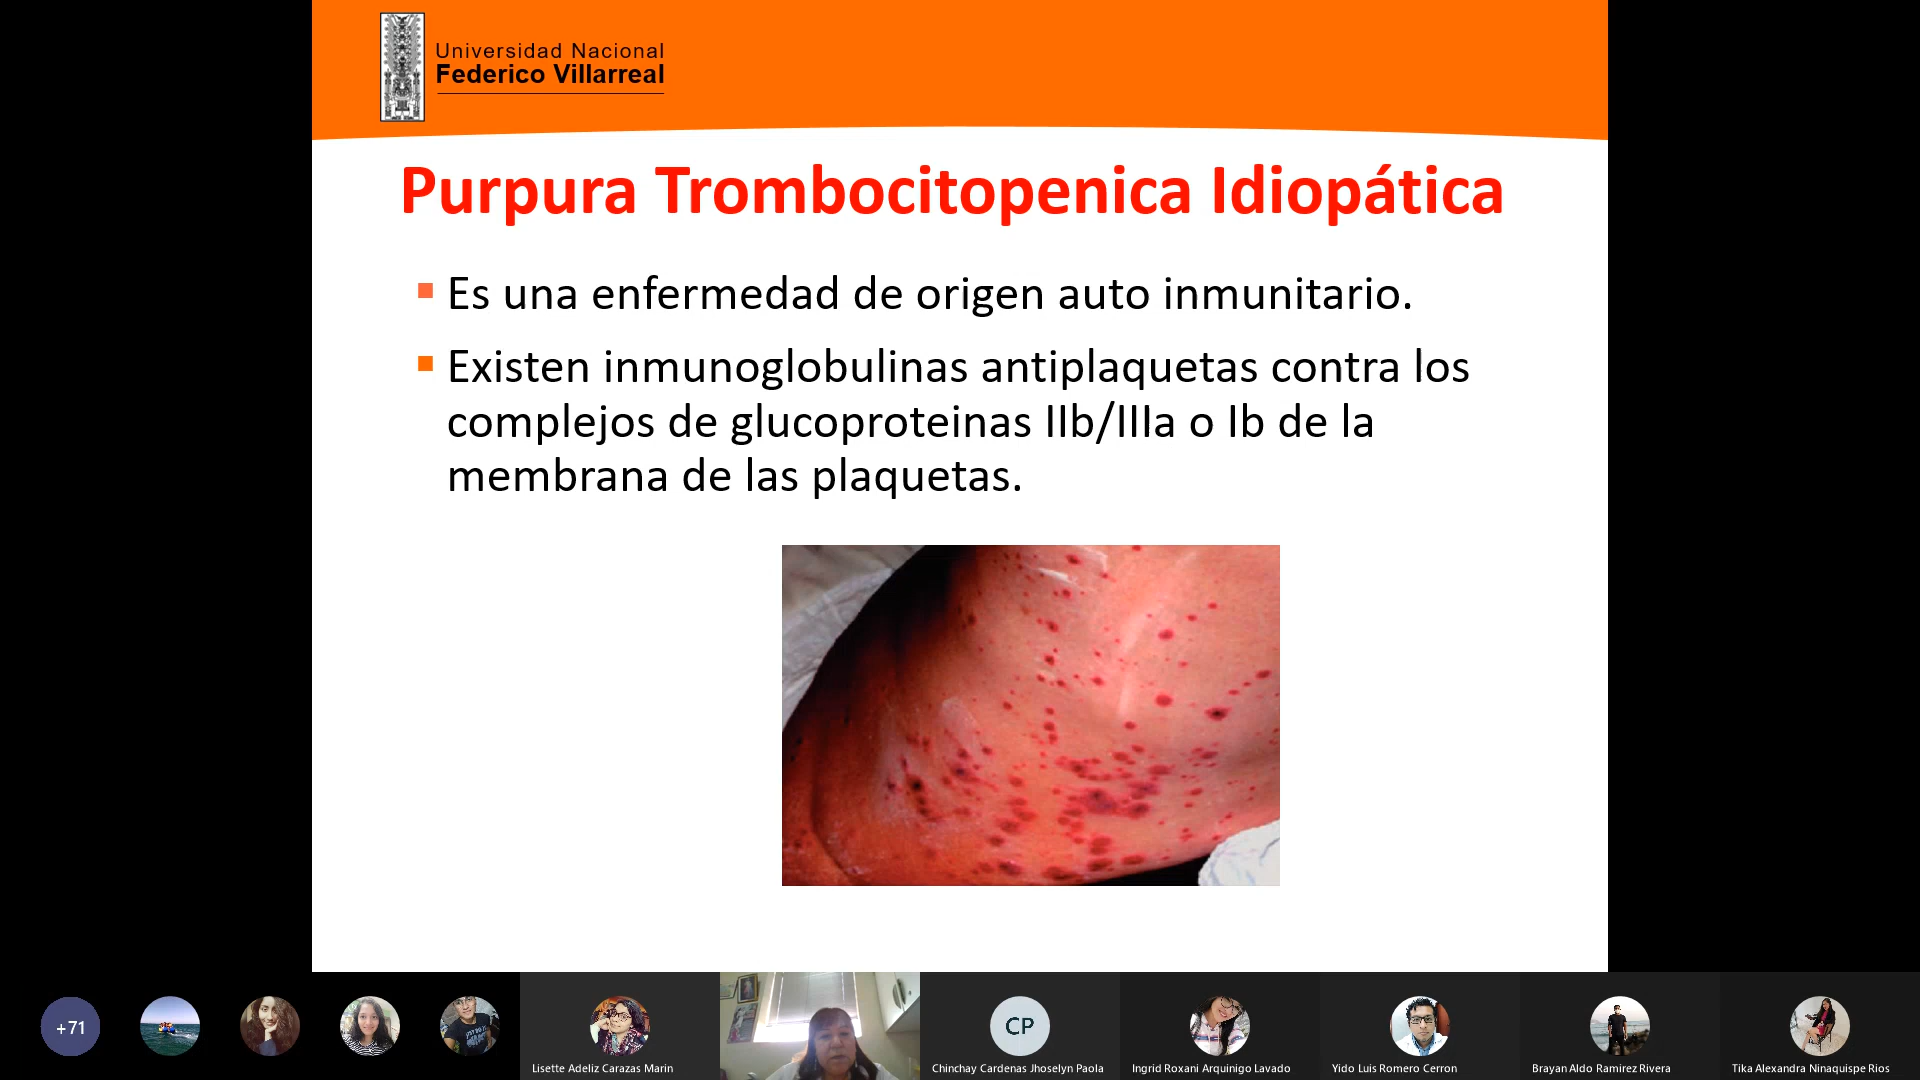 Universidad Nacional
Federico Villarreal
Purpura Trombocitopenica Idiopática
Es una enfermedad de origen auto inmunitario.
Existen inmunoglobulinas antiplaquetas contra los
complejos de glucoproteinas IIb/IIIa o Ib de la
membrana de las plaquetas.
+71
CP
Lisette Adeliz Carazas Marin
Chinchay Cardenas Jhoselyn Paola
Ingrid Roxani Arquinigo Lavado
Yido Luis Romero Cerron
Brayan Aldo Ramirez Rivera
Tika Alexandra Ninaquispe Rios